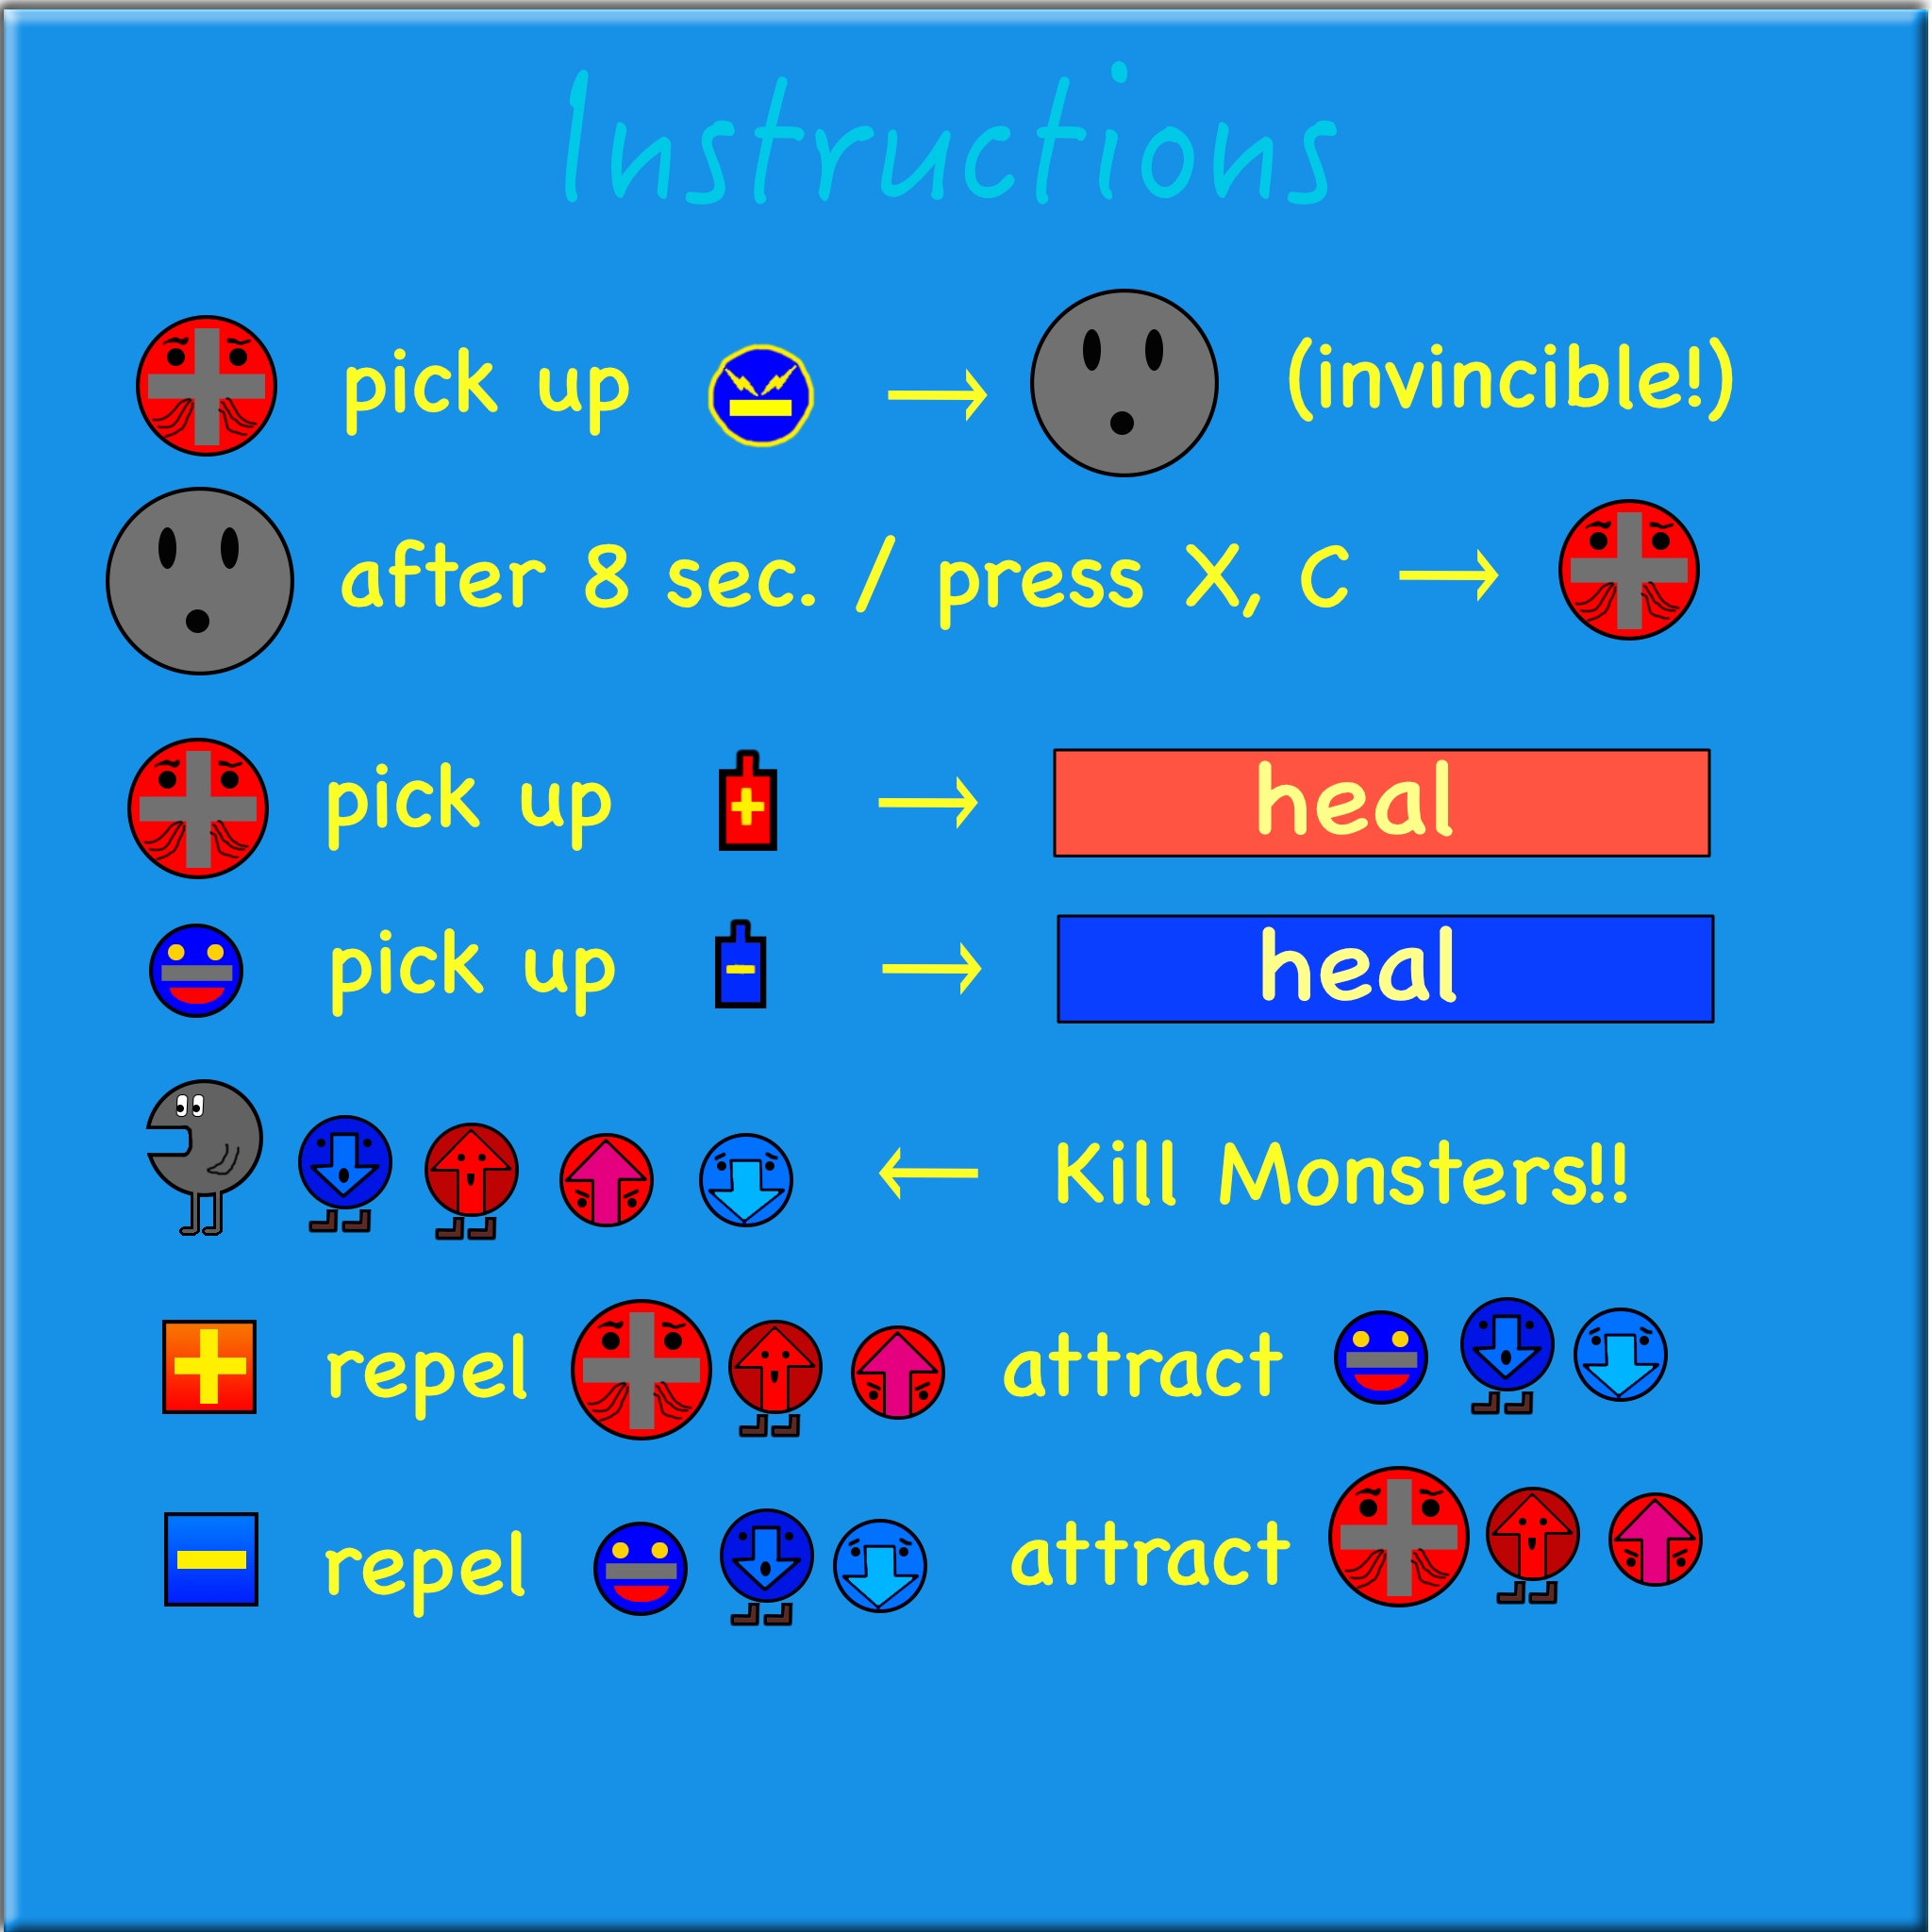 Instructions
pick up → (invincible!)
after 8 sec. / press X, C →
pick up → heal
pick up → heal
← Kill Monsters!!
repel attract
repel attract